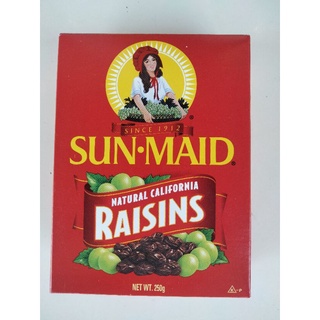 SINCE 1912
SUN·MAID®
NATURAL CALIFORNIA
RAISINS
NET WT. 250g